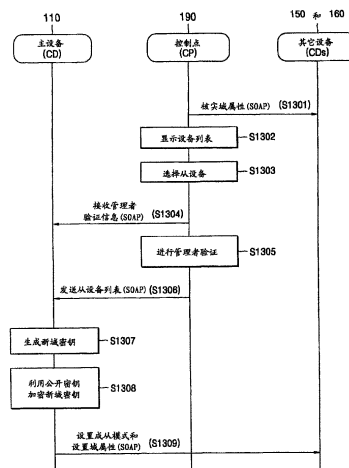 110
190
150 和 160
主设备
(CD)
控制点
(CP)
其它设备
(CDs)
核实域属性(SOAP) (S1301)
显示设备列表
S1302
选择从设备
S1303
接收管理者
验证信息(SOAP) (S1304)
进行管理者验证
S1305
发送从设备列表(SOAP) (S1306)
生成新域密钥
S1307
利用公开密钥
加密新域密钥
S1308
设置成从模式和
设置域属性(SOAP) (S1309)